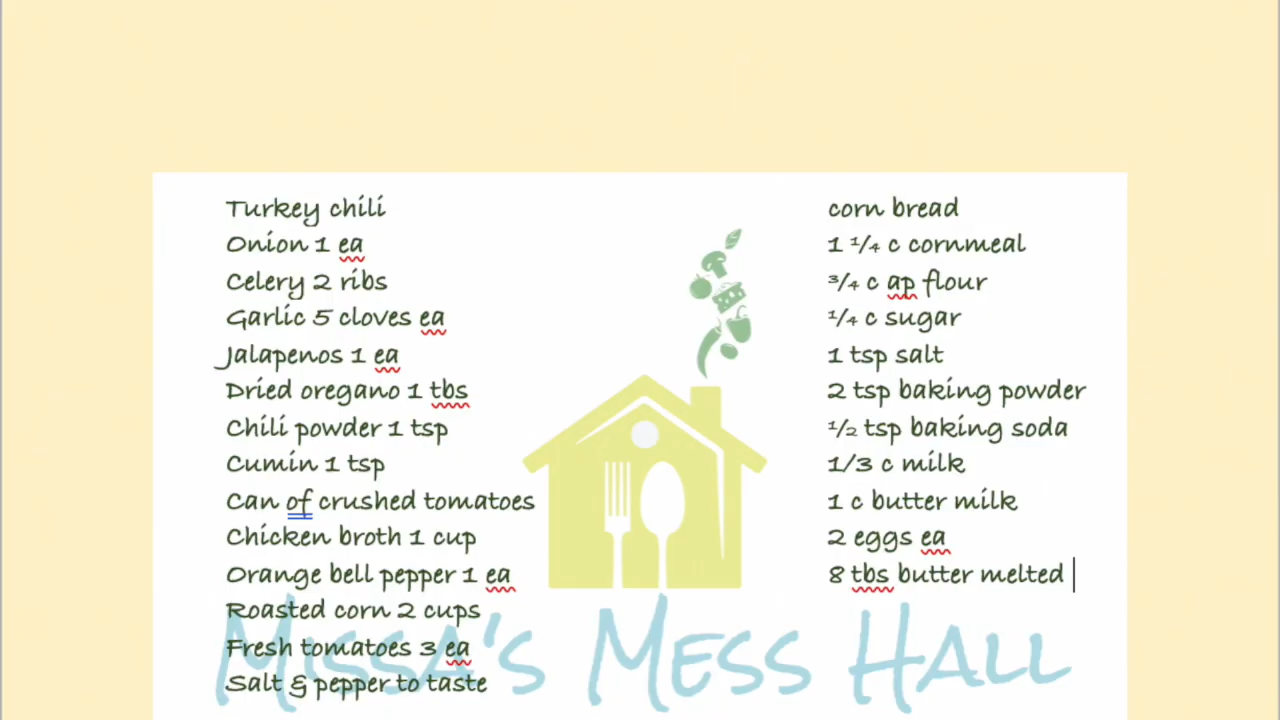 Turkey chili
Onion 1 ea
Celery 2 ribs
Garlic 5 cloves ea
Jalapenos 1 ea
Dried oregano 1 tbs
Chili powder 1 tsp
Cumin 1 tsp
Can of crushed tomatoes
Chicken broth 1 cup
Orange bell pepper 1 ea
Roasted corn 2 cups
Fresh tomatoes 3 ea
Salt & pepper to taste
corn bread
1 ¼ c cornmeal
¾ c ap flour
¼ c sugar
1 tsp salt
2 tsp baking powder
½ tsp baking soda
1/3 c milk
1 c butter milk
2 eggs ea
8 tbs butter melted
Missa's Mess Hall